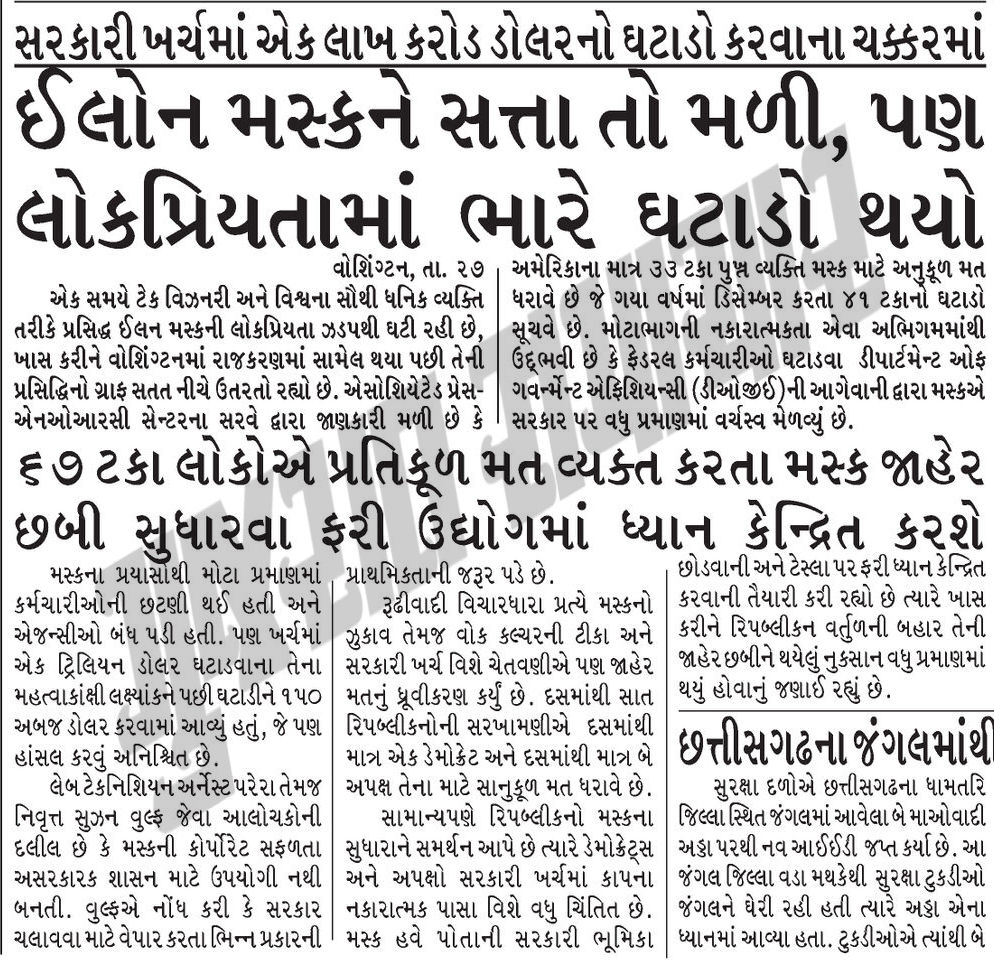 સરકારી ખર્ચમાં એક લાખ કરોડ ડોલરનો ઘટાડો કરવાના ચક્કરમાં
ઈલોન મસ્કને સત્તા તો મળી, પણ
લોકપ્રિયતામાં ભારે ઘટાડો થયો
વોશિંગ્ટન, તા. ૨૭
એક સમયે ટેક વિઝનરી અને વિશ્વના સૌથી ધનિક વ્યક્તિ
તરીકે પ્રસિદ્ધ ઈલન મસ્કની લોકપ્રિયતા ઝડપથી ઘટી રહી છે,
ખાસ કરીને વોશિંગ્ટનમાં રાજકરણમાં સામેલ થયા પછી તેની
પ્રસિદ્ધિનો ગ્રાફ સતત નીચે ઉતરતો રહ્યો છે. એસોશિયેટેડ પ્રેસ-
એનઓઆરસી સેન્ટરના સરવે દ્વારા જાણકારી મળી છે કે
અમેરિકાના માત્ર ૩૩ ટકા પુખ્ત વ્યક્તિ મસ્ક માટે અનુકૂળ મત
ધરાવે છે જે ગયા વર્ષમાં ડિસેમ્બર કરતા ૪૧ ટકાનો ઘટાડો
સૂચવે છે. મોટાભાગની નકારાત્મકતા એવા અભિગમમાંથી
ઉદ્દભવી છે કે ફેડરલ કર્મચારીઓ ઘટાડવા ડીપાર્ટમેન્ટ ઓફ
ગવર્ન્મેન્ટ એફિશિયન્સી (ડીઓજીઈ)ની આગેવાની દ્વારા મસ્કએ
સરકાર પર વધુ પ્રમાણમાં વર્ચસ્વ મેળવ્યું છે.
૬૭ ટકા લોકોએ પ્રતિકૂળ મત વ્યક્ત કરતા મસ્ક જાહેર
છબી સુધારવા ફરી ઉદ્યોગમાં ધ્યાન કેન્દ્રિત કરશે
મસ્કના પ્રયાસોથી મોટા પ્રમાણમાં
કર્મચારીઓની છટણી થઈ હતી અને
એજન્સીઓ બંધ પડી હતી. પણ ખર્ચમાં
એક ટ્રિલિયન ડોલર ઘટાડવાના તેના
મહત્વાકાંક્ષી લક્ષ્યાંકને પછી ઘટાડીને ૧૫૦
અબજ ડોલર કરવામાં આવ્યું હતું, જે પણ
હાંસલ કરવું અનિશ્ચિત છે.
લેબ ટેકનિશિયન અર્નેસ્ટ પરેરા તેમજ
નિવૃત્ત સુઝન વુલ્ફ જેવા આલોચકોની
દલીલ છે કે મસ્કની કોર્પોરેટ સફળતા
અસરકારક શાસન માટે ઉપયોગી નથી
બનતી. વુલ્ફએ નોંધ કરી કે સરકાર
ચલાવવા માટે વેપાર કરતા ભિન્ન પ્રકારની
પ્રાથમિકતાની જરૂર પડે છે.
રૂઢીવાદી વિચારધારા પ્રત્યે મસ્કનો
ઝુકાવ તેમજ વોક કલ્ચરની ટીકા અને
સરકારી ખર્ચ વિશે ચેતવણીએ પણ જાહેર
મતનું ધ્રૂવીકરણ કર્યું છે. દસમાંથી સાત
રિપબ્લીકનોની સરખામણીએ દસમાંથી
માત્ર એક ડેમોક્રેટ અને દસમાંથી માત્ર બે
અપક્ષ તેના માટે સાનુકૂળ મત ધરાવે છે.
સામાન્યપણે રિપબ્લીકનો મસ્કના
સુધારાને સમર્થન આપે છે ત્યારે ડેમોક્રેટ્સ
અને અપક્ષો સરકારી ખર્ચમાં કાપના
નકારાત્મક પાસા વિશે વધુ ચિંતિત છે.
મસ્ક હવે પોતાની સરકારી ભૂમિકા
છોડવાની અને ટેસ્લા પર ફરી ધ્યાન કેન્દ્રિત
કરવાની તૈયારી કરી રહ્યો છે ત્યારે ખાસ
કરીને રિપબ્લીકન વર્તુળની બહાર તેની
જાહેર છબીને થયેલું નુકસાન વધુ પ્રમાણમાં
થયું હોવાનું જણાઈ રહ્યું છે.
છત્તીસગઢના જંગલમાંથી
સુરક્ષા દળોએ છત્તીસગઢના ધામતરિ
જિલ્લા સ્થિત જંગલમાં આવેલા બે માઓવાદી
અડ્ડા પરથી નવ આઈઈડી જપ્ત કર્યા છે. આ
જંગલ જિલ્લા વડા મથકેથી સુરક્ષા ટુકડીઓ
જંગલને ઘેરી રહી હતી ત્યારે અડ્ડા એના
ધ્યાનમાં આવ્યા હતા. ટુકડીઓએ ત્યાંથી બે
ગુજરાત સમાચાર